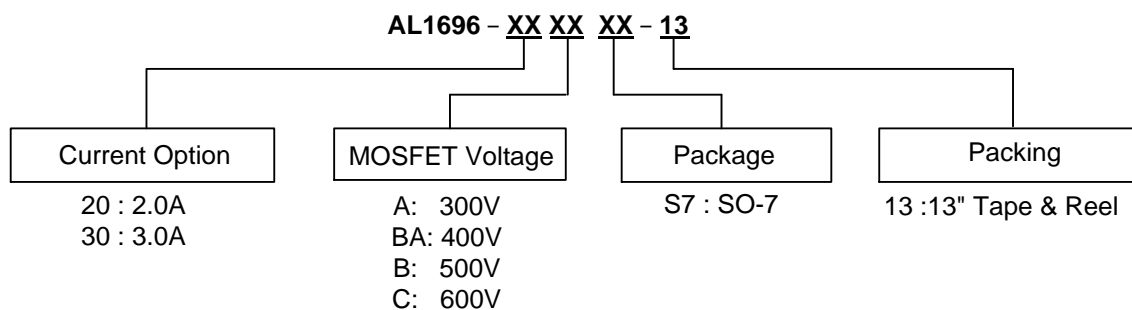 AL1696 – XX XX XX – 13
Current Option
MOSFET Voltage
Package
Packing
20 : 2.0A
30 : 3.0A
A: 300V
BA: 400V
B: 500V
C: 600V
S7 : SO-7
13 :13" Tape & Reel